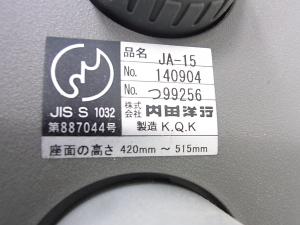 品名 JA-15
No. 140904
No. つ99256
JIS S 1032
第887044号
株式会社 内田洋行
製造 K.Q.K
座面の高さ 420mm ～ 515mm